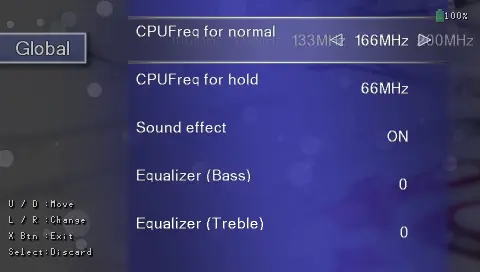 100%
Global
CPUFreq for normal
133MHz 166MHz 200MHz
CPUFreq for hold
66MHz
Sound effect
ON
Equalizer (Bass)
0
Equalizer (Treble)
0
U / D :Move
L / R :Change
X Btn :Exit
Select:Discard